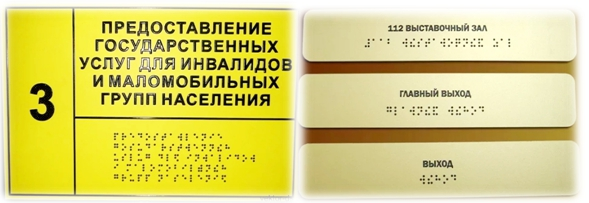 3
ПРЕДОСТАВЛЕНИЕ
ГОСУДАРСТВЕННЫХ
УСЛУГ ДЛЯ ИНВАЛИДОВ
И МАЛОМОБИЛЬНЫХ
ГРУПП НАСЕЛЕНИЯ
112 ВЫСТАВОЧНЫЙ ЗАЛ
ГЛАВНЫЙ ВЫХОД
ВЫХОД